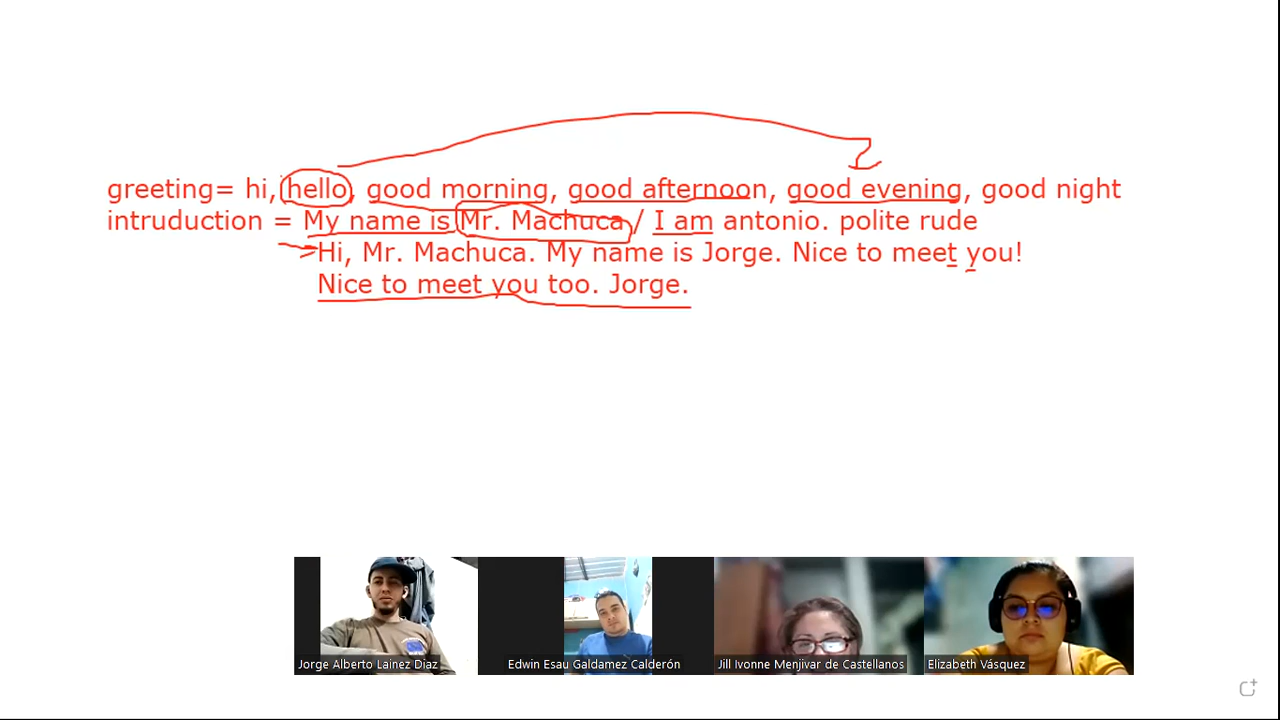 greeting= hi, hello, good morning, good afternoon, good evening, good night
intruduction = My name is Mr. Machuca / I am antonio. polite rude
Hi, Mr. Machuca. My name is Jorge. Nice to meet you!
Nice to meet you too. Jorge.
Jorge Alberto Lainez Diaz
Edwin Esau Galdamez Calderón
Jill Ivonne Menjivar de Castellanos
Elizabeth Vásquez